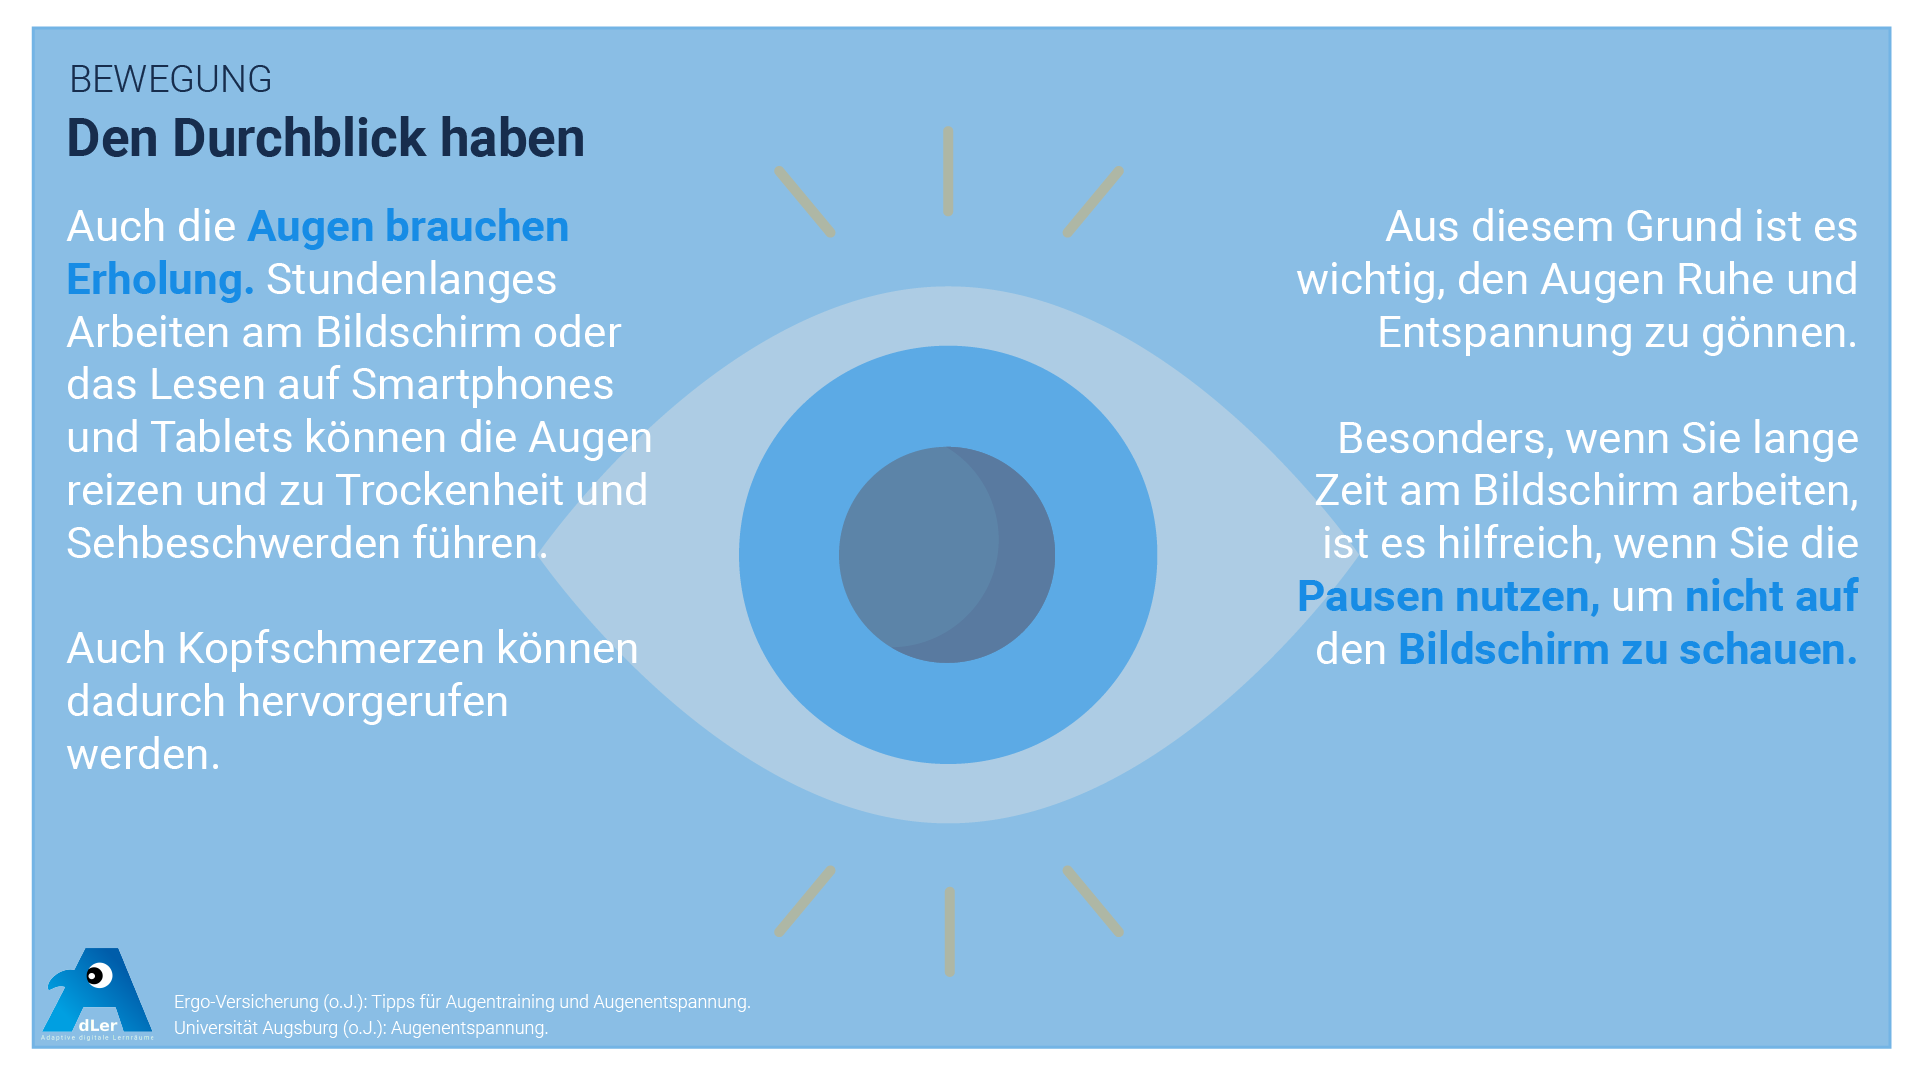 BEWEGUNG
Den Durchblick haben
Auch die Augen brauchen
Erholung. Stundenlanges
Arbeiten am Bildschirm oder
das Lesen auf Smartphones
und Tablets können die Augen
reizen und zu Trockenheit und
Sehbeschwerden führen.
Auch Kopfschmerzen können
dadurch hervorgerufen
werden.
Aus diesem Grund ist es
wichtig, den Augen Ruhe und
Entspannung zu gönnen.
Besonders, wenn Sie lange
Zeit am Bildschirm arbeiten,
ist es hilfreich, wenn Sie die
Pausen nutzen, um nicht auf
den Bildschirm zu schauen.
dLer
Adaptive digitale Lernräume
Ergo-Versicherung (o.J.): Tipps für Augentraining und Augenentspannung.
Universität Augsburg (o.J.): Augenentspannung.